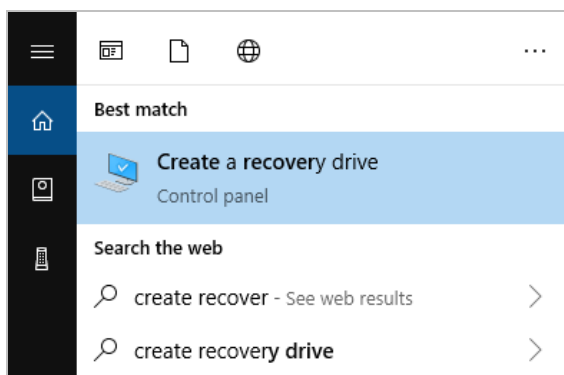 ...
Best match
Create a recovery drive
Control panel
Search the web
create recover - See web results
create recovery drive